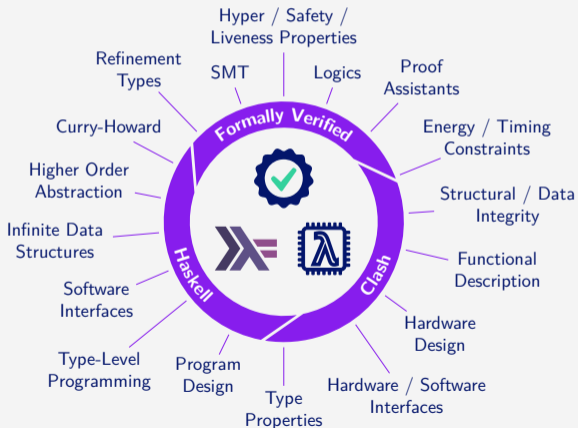 Hyper / Safety /
Liveness Properties
Refinement
Types
SMT
Logics
Proof
Assistants
Formally Verified
Curry-Howard
Energy / Timing
Constraints
Higher Order
Abstraction
Structural / Data
Integrity
Infinite Data
Structures
Haskell
Clash
λ
Functional
Description
Software
Interfaces
Hardware
Design
Type-Level
Programming
Program
Design
Type
Properties
Hardware / Software
Interfaces